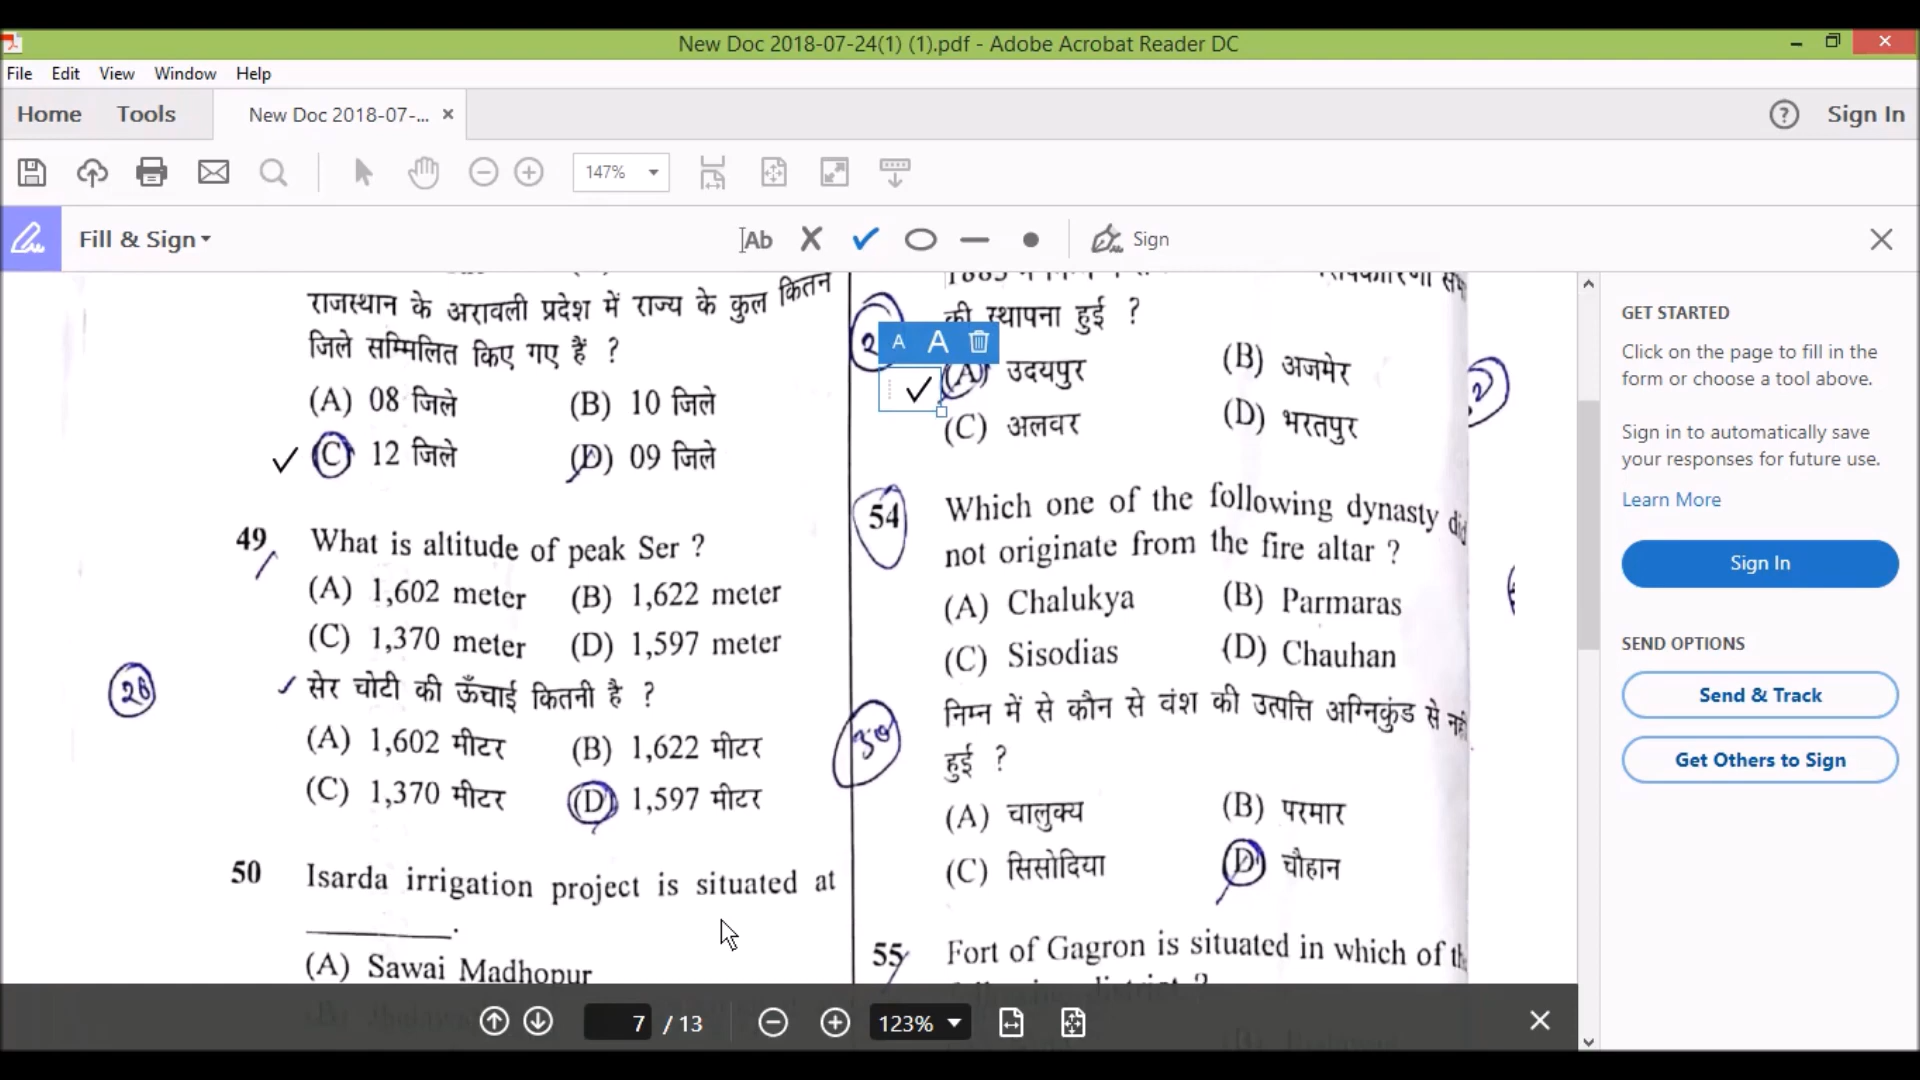 New Doc 2018-07-24(1) (1).pdf - Adobe Acrobat Reader DC
File Edit View Window Help
Home Tools New Doc 2018-07-... × Sign In
147%
Fill & Sign Ab Sign
राजस्थान के अरावली प्रदेश में राज्य के कुल कितने
जिले सम्मिलित किए गए हैं ?
(A) 08 जिले (B) 10 जिले
(C) 12 जिले (D) 09 जिले
49 What is altitude of peak Ser ?
(A) 1,602 meter (B) 1,622 meter
(C) 1,370 meter (D) 1,597 meter
26
सेर चोटी की ऊँचाई कितनी है ?
(A) 1,602 मीटर (B) 1,622 मीटर
(C) 1,370 मीटर (D) 1,597 मीटर
50 Isarda irrigation project is situated at
.
(A) Sawai Madhopur
की स्थापना हुई ?
A A
(A) उदयपुर (B) अजमेर
(C) अलवर (D) भरतपुर
54 Which one of the following dynasty did
not originate from the fire altar ?
(A) Chalukya (B) Parmaras
(C) Sisodias (D) Chauhan
निम्न में से कौन से वंश की उत्पत्ति अग्निकुंड से नहीं
हुई ?
30
(A) चालुक्य (B) परमार
(C) सिसोदिया (D) चौहान
55 Fort of Gagron is situated in which of
GET STARTED
Click on the page to fill in the
form or choose a tool above.
Sign in to automatically save
your responses for future use.
Learn More
Sign In
SEND OPTIONS
Send & Track
Get Others to Sign
7 / 13 123%